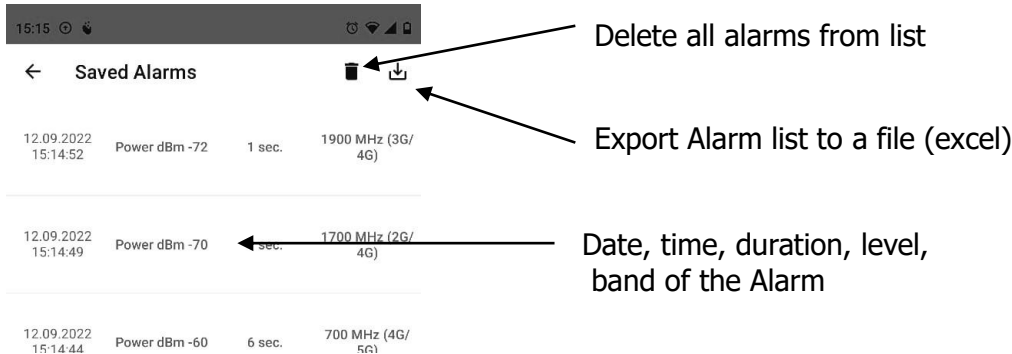 15:15
Saved Alarms
Delete all alarms from list
Export Alarm list to a file (excel)
12.09.2022
15:14:52
Power dBm -72
1 sec.
1900 MHz (3G/
4G)
12.09.2022
15:14:49
Power dBm -70
sec.
1700 MHz (2G/
4G)
Date, time, duration, level,
band of the Alarm
12.09.2022
15:14:44
Power dBm -60
6 sec.
700 MHz (4G/
5G)